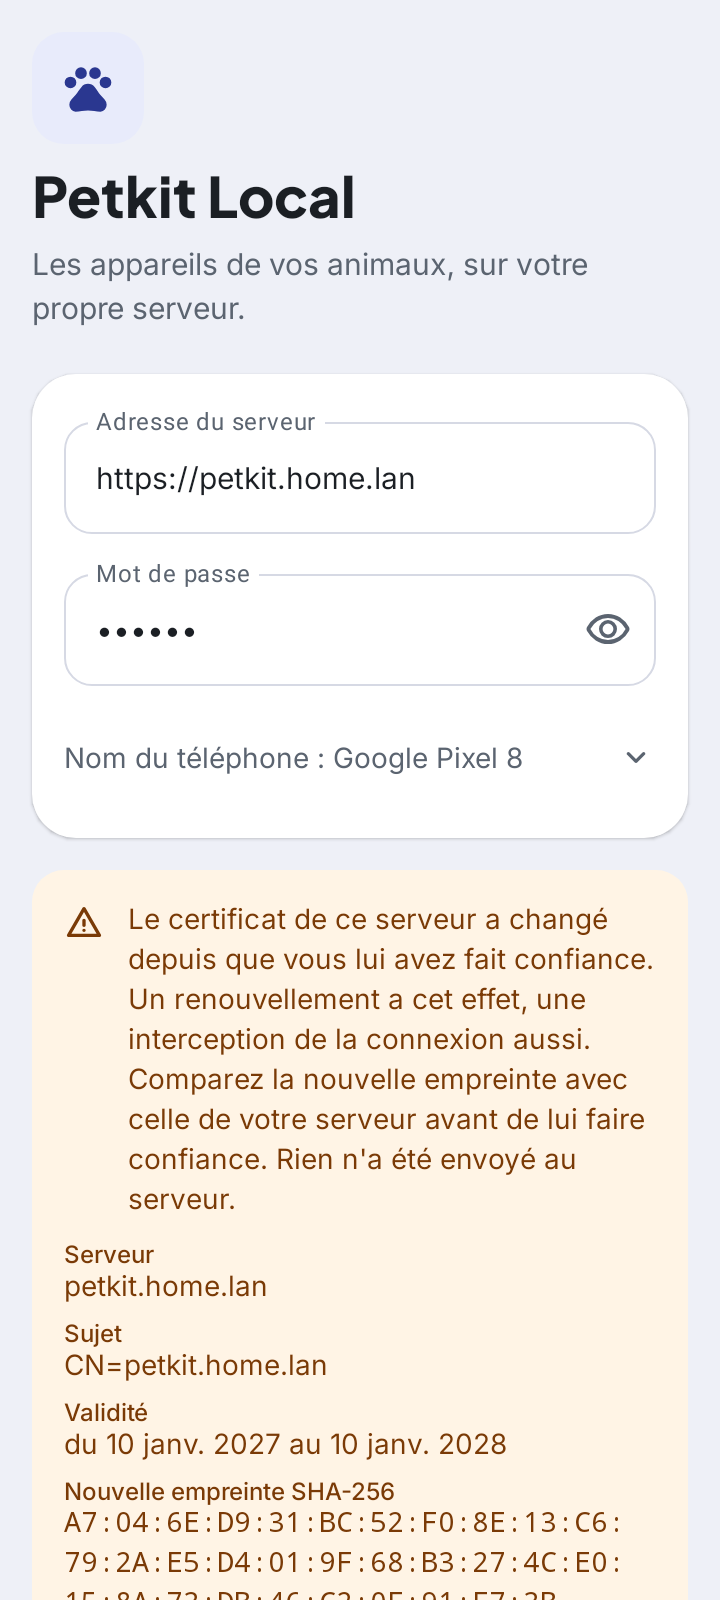 Petkit Local
Les appareils de vos animaux, sur votre
propre serveur.
Adresse du serveur
https://petkit.home.lan
Mot de passe
••••••
Nom du téléphone : Google Pixel 8
Le certificat de ce serveur a changé
depuis que vous lui avez fait confiance.
Un renouvellement a cet effet, une
interception de la connexion aussi.
Comparez la nouvelle empreinte avec
celle de votre serveur avant de lui faire
confiance. Rien n'a été envoyé au
serveur.
Serveur
petkit.home.lan
Sujet
CN=petkit.home.lan
Validité
du 10 janv. 2027 au 10 janv. 2028
Nouvelle empreinte SHA-256
A7:04:6E:D9:31:BC:52:F0:8E:13:C6:
79:2A:E5:D4:01:9F:68:B3:27:4C:E0: